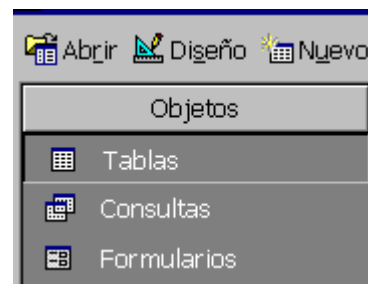 Abrir Diseño Nuevo
Objetos
Tablas
Consultas
Formularios